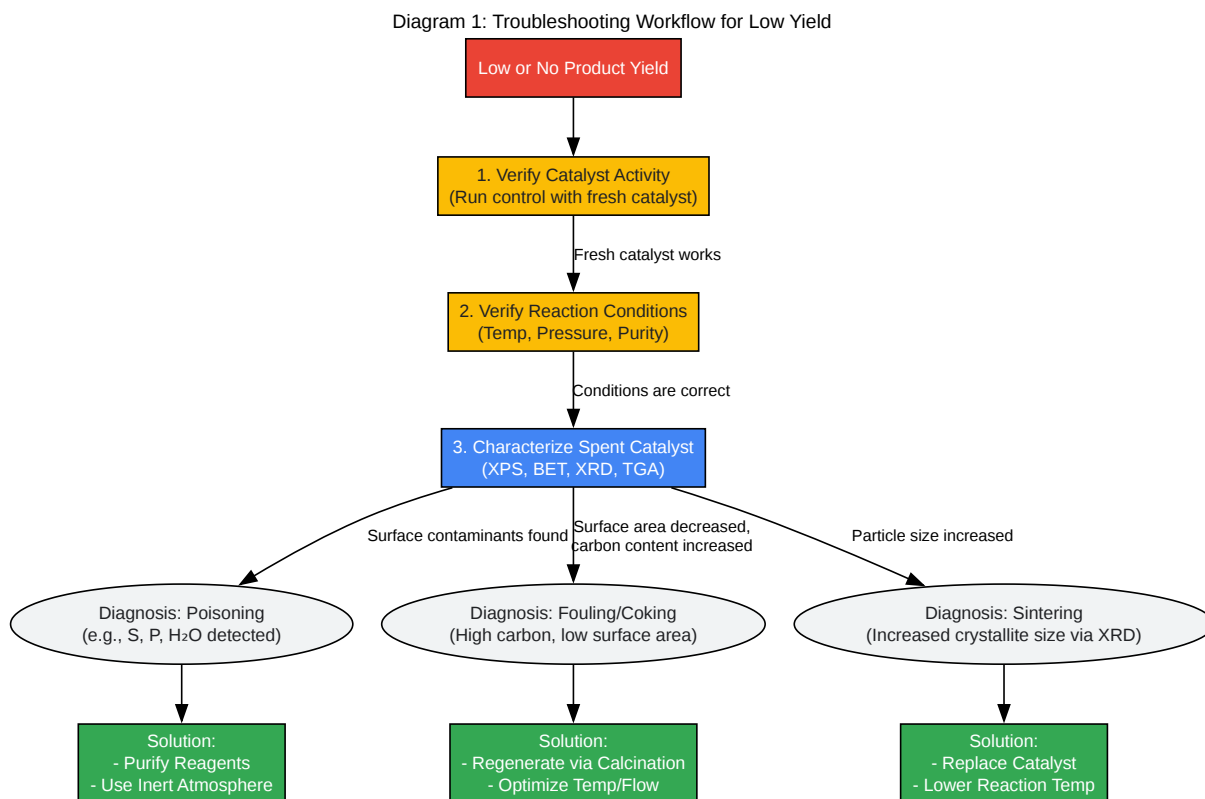 Diagram 1: Troubleshooting Workflow for Low Yield
Low or No Product Yield
1. Verify Catalyst Activity
(Run control with fresh catalyst)
Fresh catalyst works
2. Verify Reaction Conditions
(Temp, Pressure, Purity)
Conditions are correct
3. Characterize Spent Catalyst
(XPS, BET, XRD, TGA)
Surface contaminants found
Surface area decreased,
carbon content increased
Particle size increased
Diagnosis: Poisoning
(e.g., S, P, H₂O detected)
Diagnosis: Fouling/Coking
(High carbon, low surface area)
Diagnosis: Sintering
(Increased crystallite size via XRD)
Solution:
- Purify Reagents
- Use Inert Atmosphere
Solution:
- Regenerate via Calcination
- Optimize Temp/Flow
Solution:
- Replace Catalyst
- Lower Reaction Temp